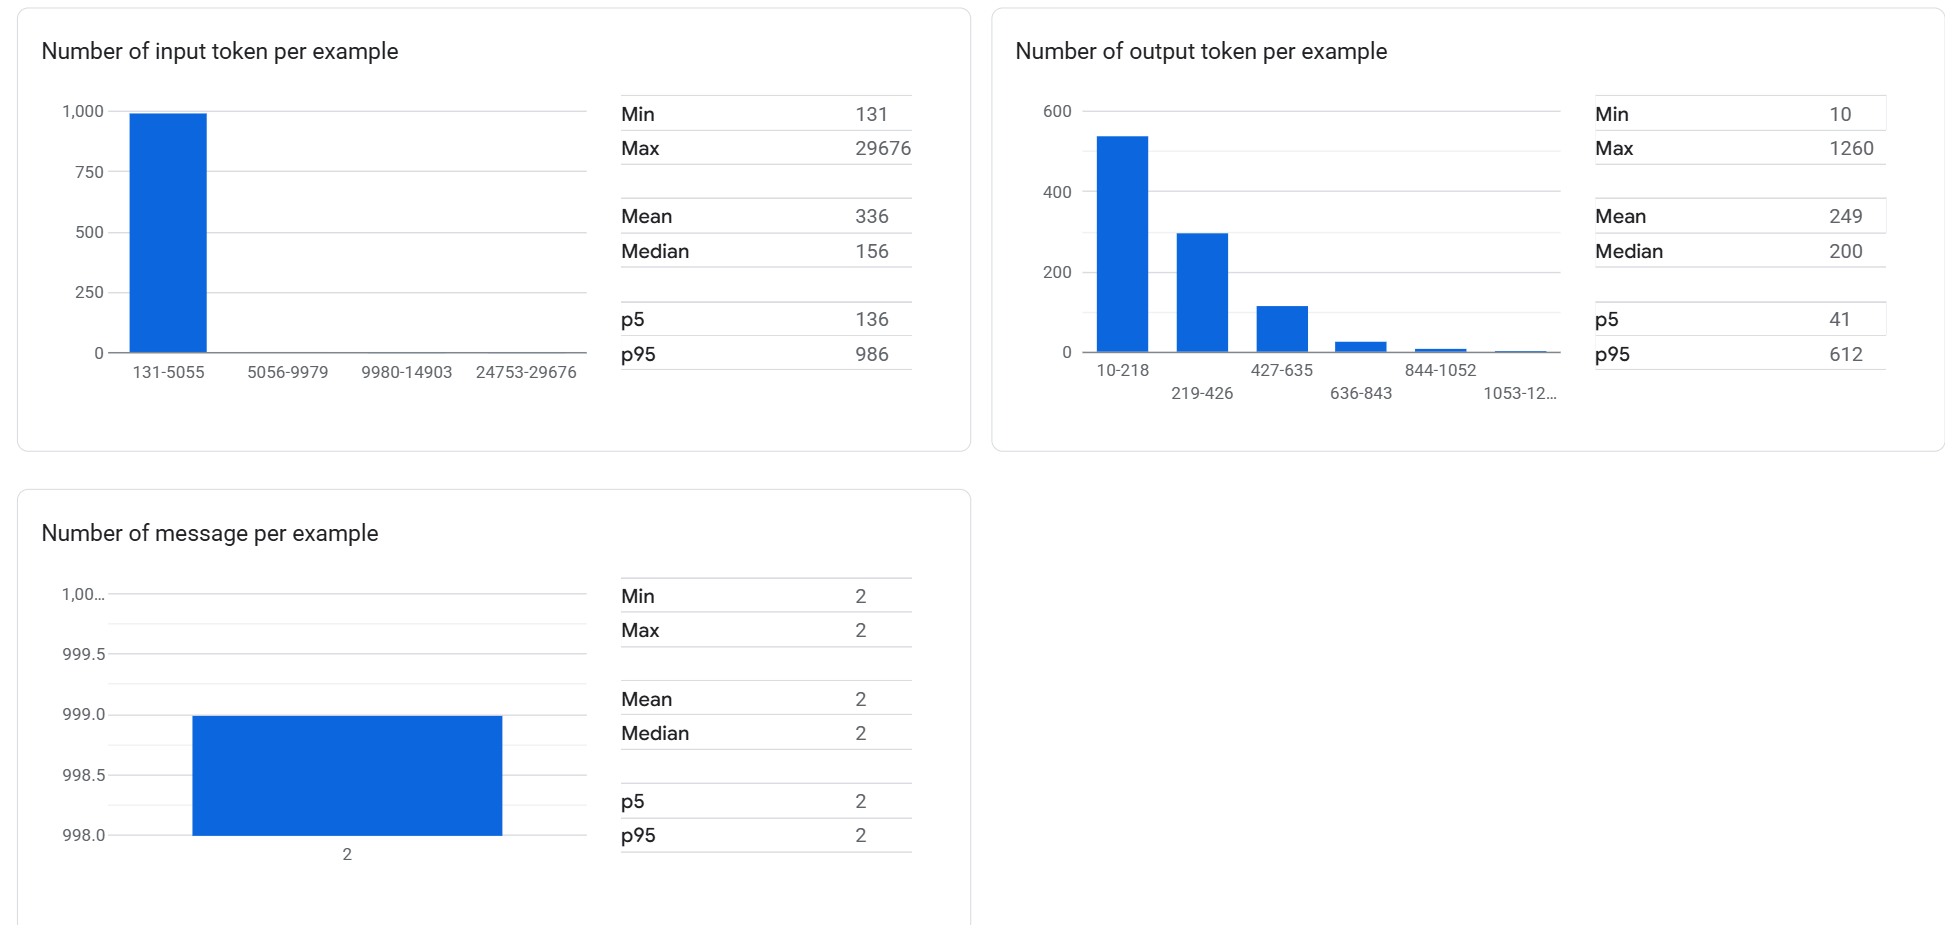 Number of input token per example
1,000
750
500
250
0
131-5055
5056-9979
9980-14903
24753-29676
Min 131
Max 29676
Mean 336
Median 156
p5 136
p95 986
Number of output token per example
600
400
200
0
10-218
219-426
427-635
636-843
844-1052
1053-12...
Min 10
Max 1260
Mean 249
Median 200
p5 41
p95 612
Number of message per example
1,00...
999.5
999.0
998.5
998.0
2
Min 2
Max 2
Mean 2
Median 2
p5 2
p95 2